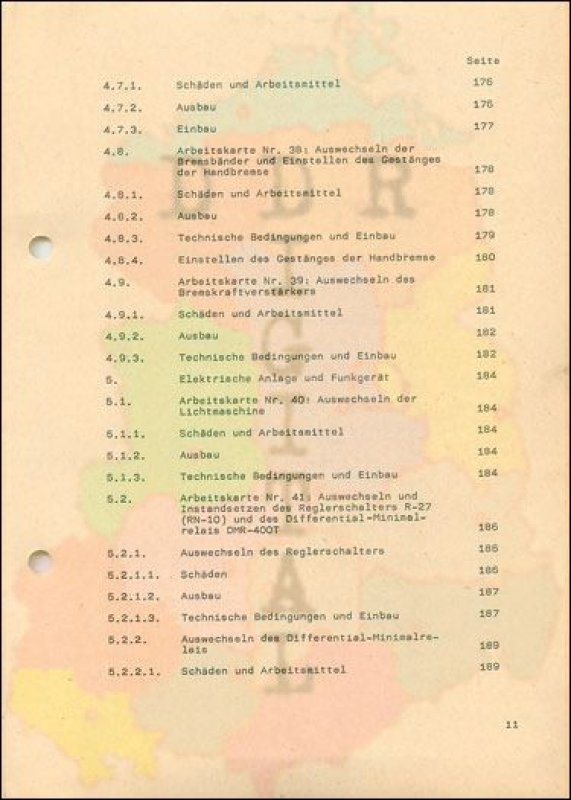 Seite
4.7.1. Schäden und Arbeitsmittel 176
4.7.2. Ausbau 176
4.7.3. Einbau 177
4.8. Arbeitskarte Nr. 38: Auswechseln der
Bremsbänder und Einstellen des Gestänges
der Handbremse 178
4.8.1. Schäden und Arbeitsmittel 178
4.8.2. Ausbau 178
4.8.3. Technische Bedingungen und Einbau 179
4.8.4. Einstellen des Gestänges der Handbremse 180
4.9. Arbeitskarte Nr. 39: Auswechseln des
Bremskraftverstärkers 181
4.9.1. Schäden und Arbeitsmittel 181
4.9.2. Ausbau 182
4.9.3. Technische Bedingungen und Einbau 182
5. Elektrische Anlage und Funkgerät 184
5.1. Arbeitskarte Nr. 40: Auswechseln der
Lichtmaschine 184
5.1.1. Schäden und Arbeitsmittel 184
5.1.2. Ausbau 184
5.1.3. Technische Bedingungen und Einbau 184
5.2. Arbeitskarte Nr. 41: Auswechseln und
Instandsetzen des Reglerschalters R-27
(RN-10) und des Differential-Minimal-
relais DMR-400T 186
5.2.1. Auswechseln des Reglerschalters 186
5.2.1.1. Schäden 186
5.2.1.2. Ausbau 187
5.2.1.3. Technische Bedingungen und Einbau 187
5.2.2. Auswechseln des Differential-Minimalre-
lais 189
5.2.2.1. Schäden und Arbeitsmittel 189
11
DDR
DIGITAL